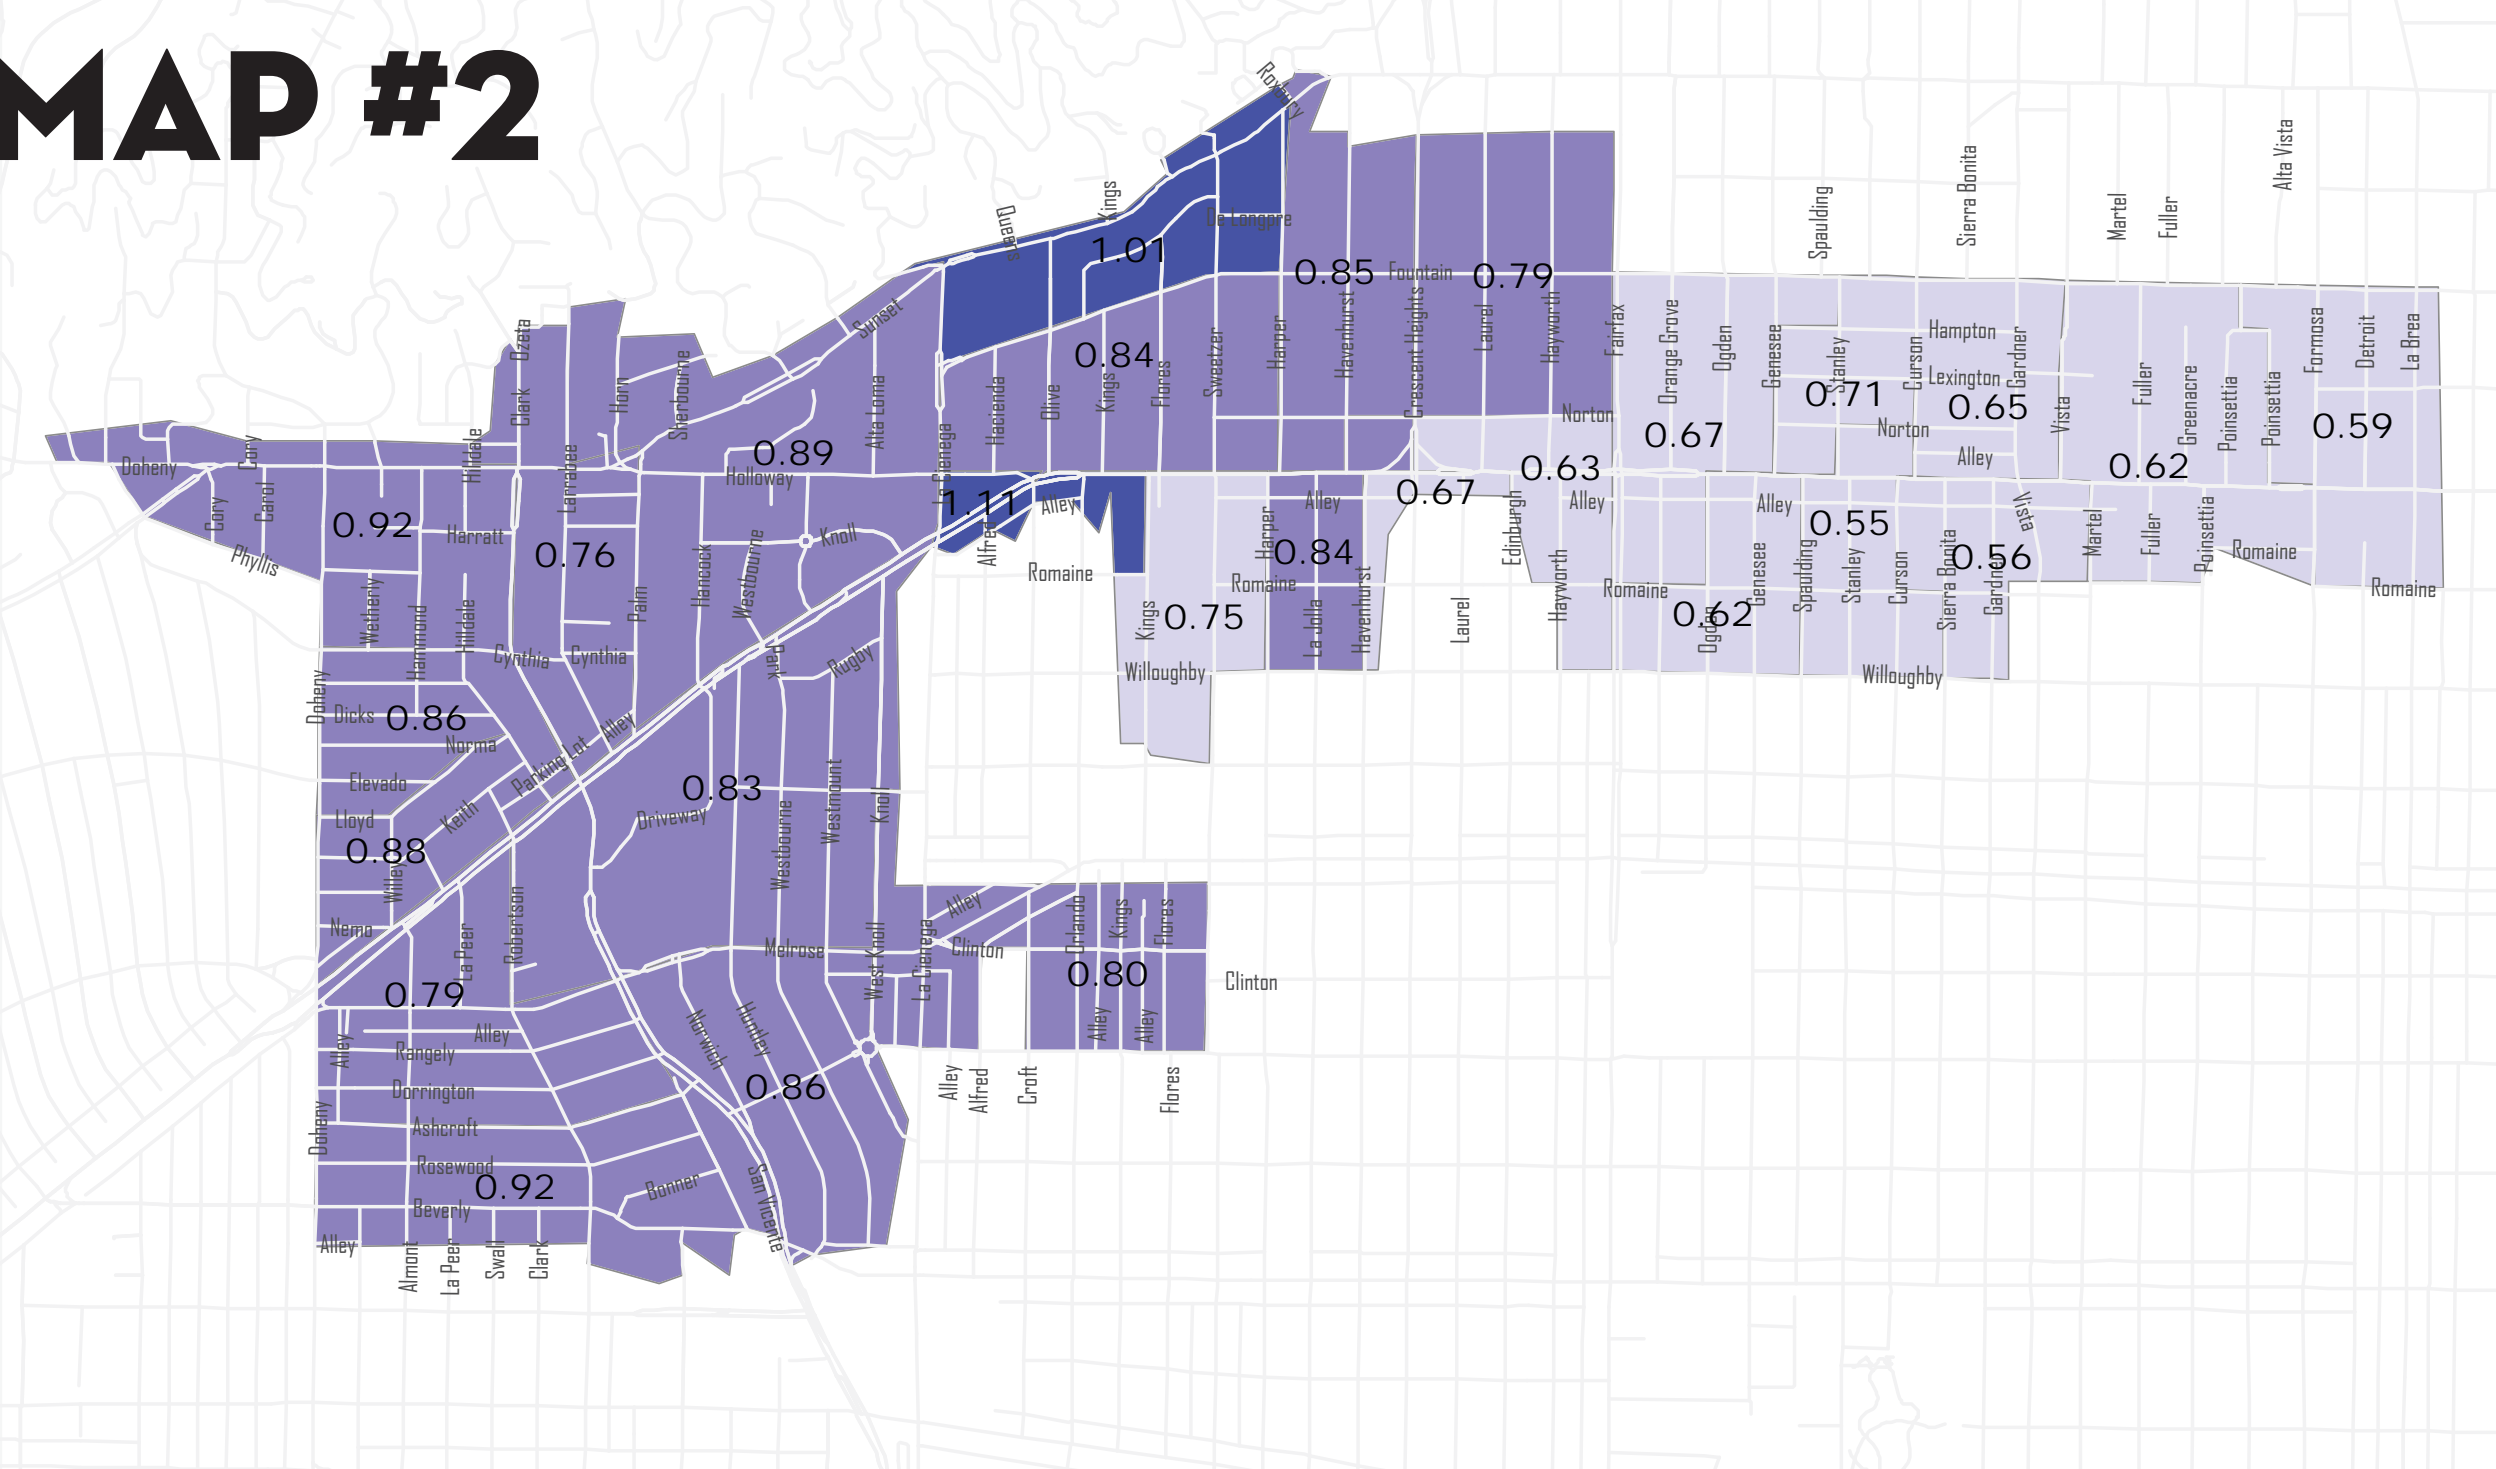 MAP #2
Roxbury
Alta Vista
Sierra Bonita
Spaulding
Martel
Fuller
Kings
Queens
De Longpre
1.01
0.85
Fountain
0.79
Ozeta
Sunset
Hampton
0.84
Clark
Horn
Sherbourne
Alta Loma
Hacienda
Olive
Kings
Flores
Sweetzer
Harper
Havenhurst
Crescent Heights
Laurel
Hayworth
Fairfax
Orange Grove
Ogden
Genesee
Stanley
Curson
Gardner
Lexington
0.71
0.65
Vista
Fuller
Greenacre
Poinsettia
Poinsettia
Formosa
Detroit
La Brea
Norton
Norton
0.67
0.59
Alley
Doheny
Cory
Hilldale
Larrabee
0.89
Holloway
La Cienega
0.63
0.62
Cory
Carol
1.11
Alley
Alley
0.67
Alley
Alley
0.92
Harratt
0.76
Knoll
Alfred
Harper
0.84
Edinburgh
0.55
Vista
0.56
Martel
Fuller
Poinsettia
Romaine
Phyllis
Hancock
Westbourne
Romaine
Romaine
Romaine
Romaine
Wetherly
Hammond
Hilldale
Palm
Kings
0.75
La Jolla
Havenhurst
Laurel
Hayworth
0.62
Ogden
Genesee
Spaulding
Stanley
Curson
Sierra Bonita
Gardner
Cynthia
Cynthia
Park
Rugby
Willoughby
Willoughby
Doheny
Dicks
0.86
Norma
Alley
Parking Lot
Elevado
0.83
Lloyd
Keith
Driveway
Westbourne
Westmount
Knoll
0.88
Willey
Nemo
La Peer
Robertson
Melrose
West Knoll
La Cienega
Alley
Clinton
Orlando
Kings
Flores
0.80
Clinton
0.79
Alley
Alley
Alley
Alley
Rangely
Norwich
Huntley
Dorrington
0.86
Alley
Alfred
Croft
Flores
Doheny
Ashcroft
Rosewood
0.92
Bonner
San Vicente
Beverly
Alley
Almont
La Peer
Swall
Clark